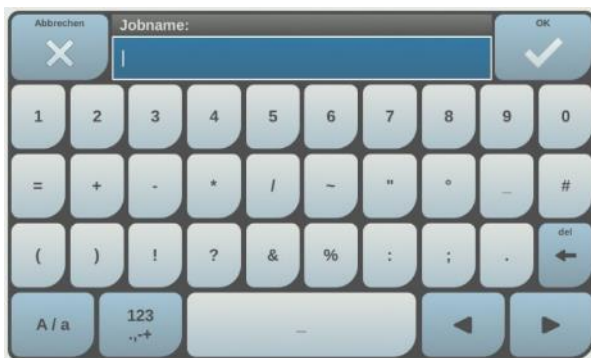 Abbrechen Jobname: OK
1 2 3 4 5 6 7 8 9 0
= + - * / ~ " ° _ #
( ) ! ? & % : ; . del
A / a 123 _
.,-+